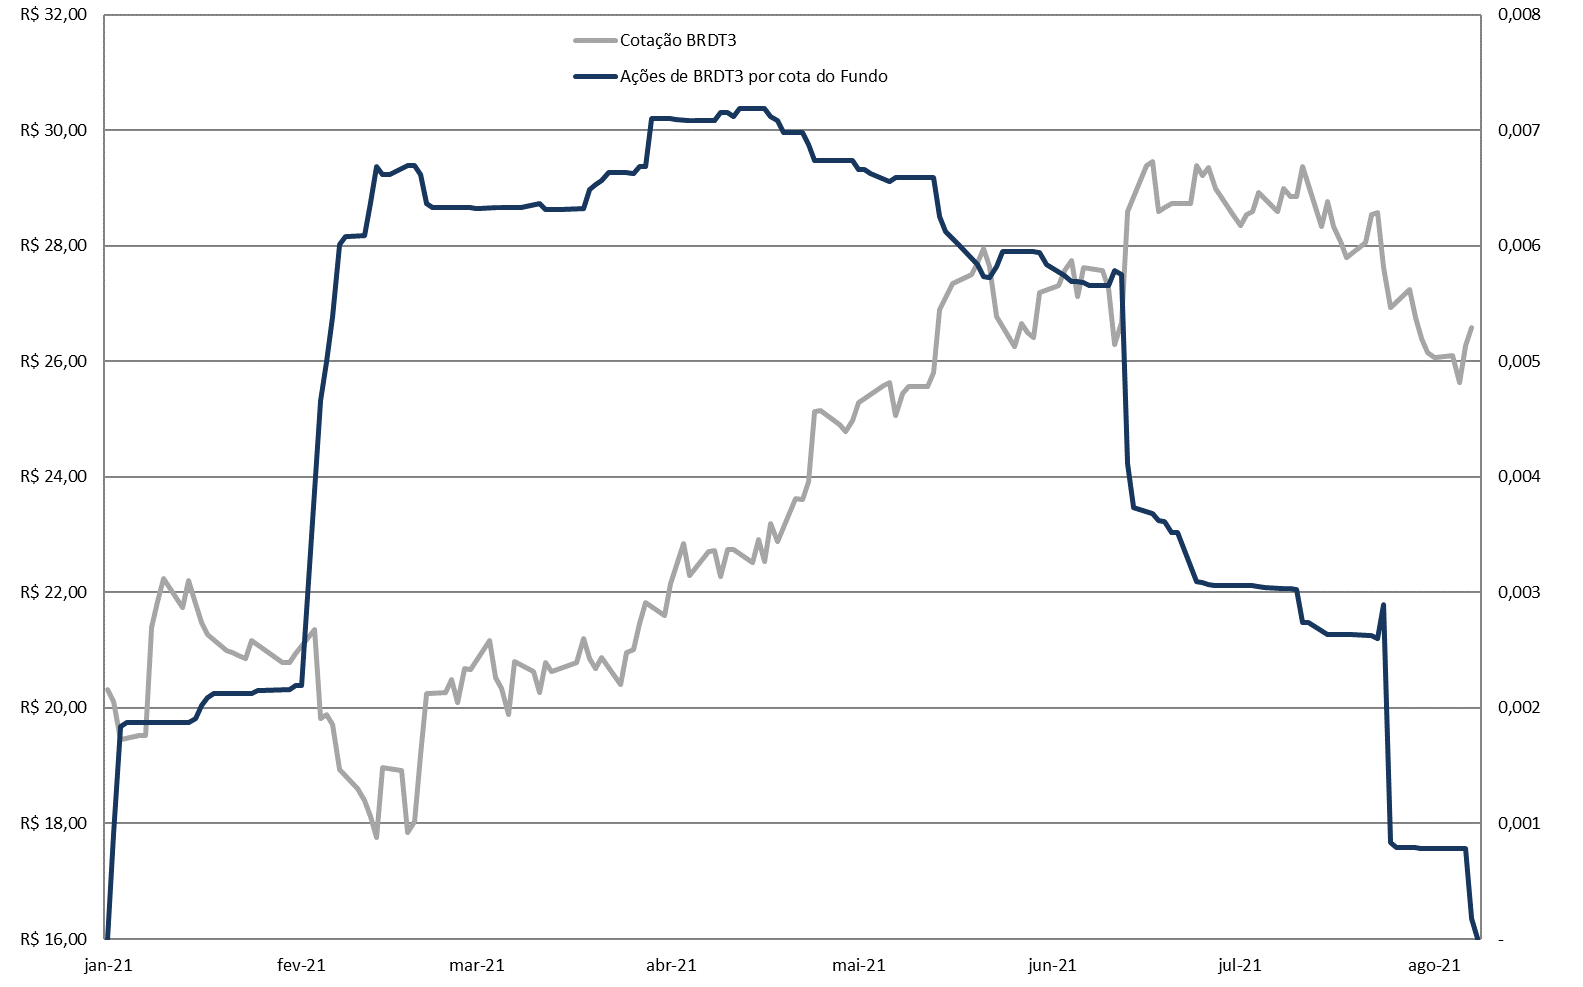 R$ 32,00
R$ 30,00
R$ 28,00
R$ 26,00
R$ 24,00
R$ 22,00
R$ 20,00
R$ 18,00
R$ 16,00
Cotação BRDT3
Ações de BRDT3 por cota do Fundo
0,008
0,007
0,006
0,005
0,004
0,003
0,002
0,001
-
jan-21 fev-21 mar-21 abr-21 mai-21 jun-21 jul-21 ago-21